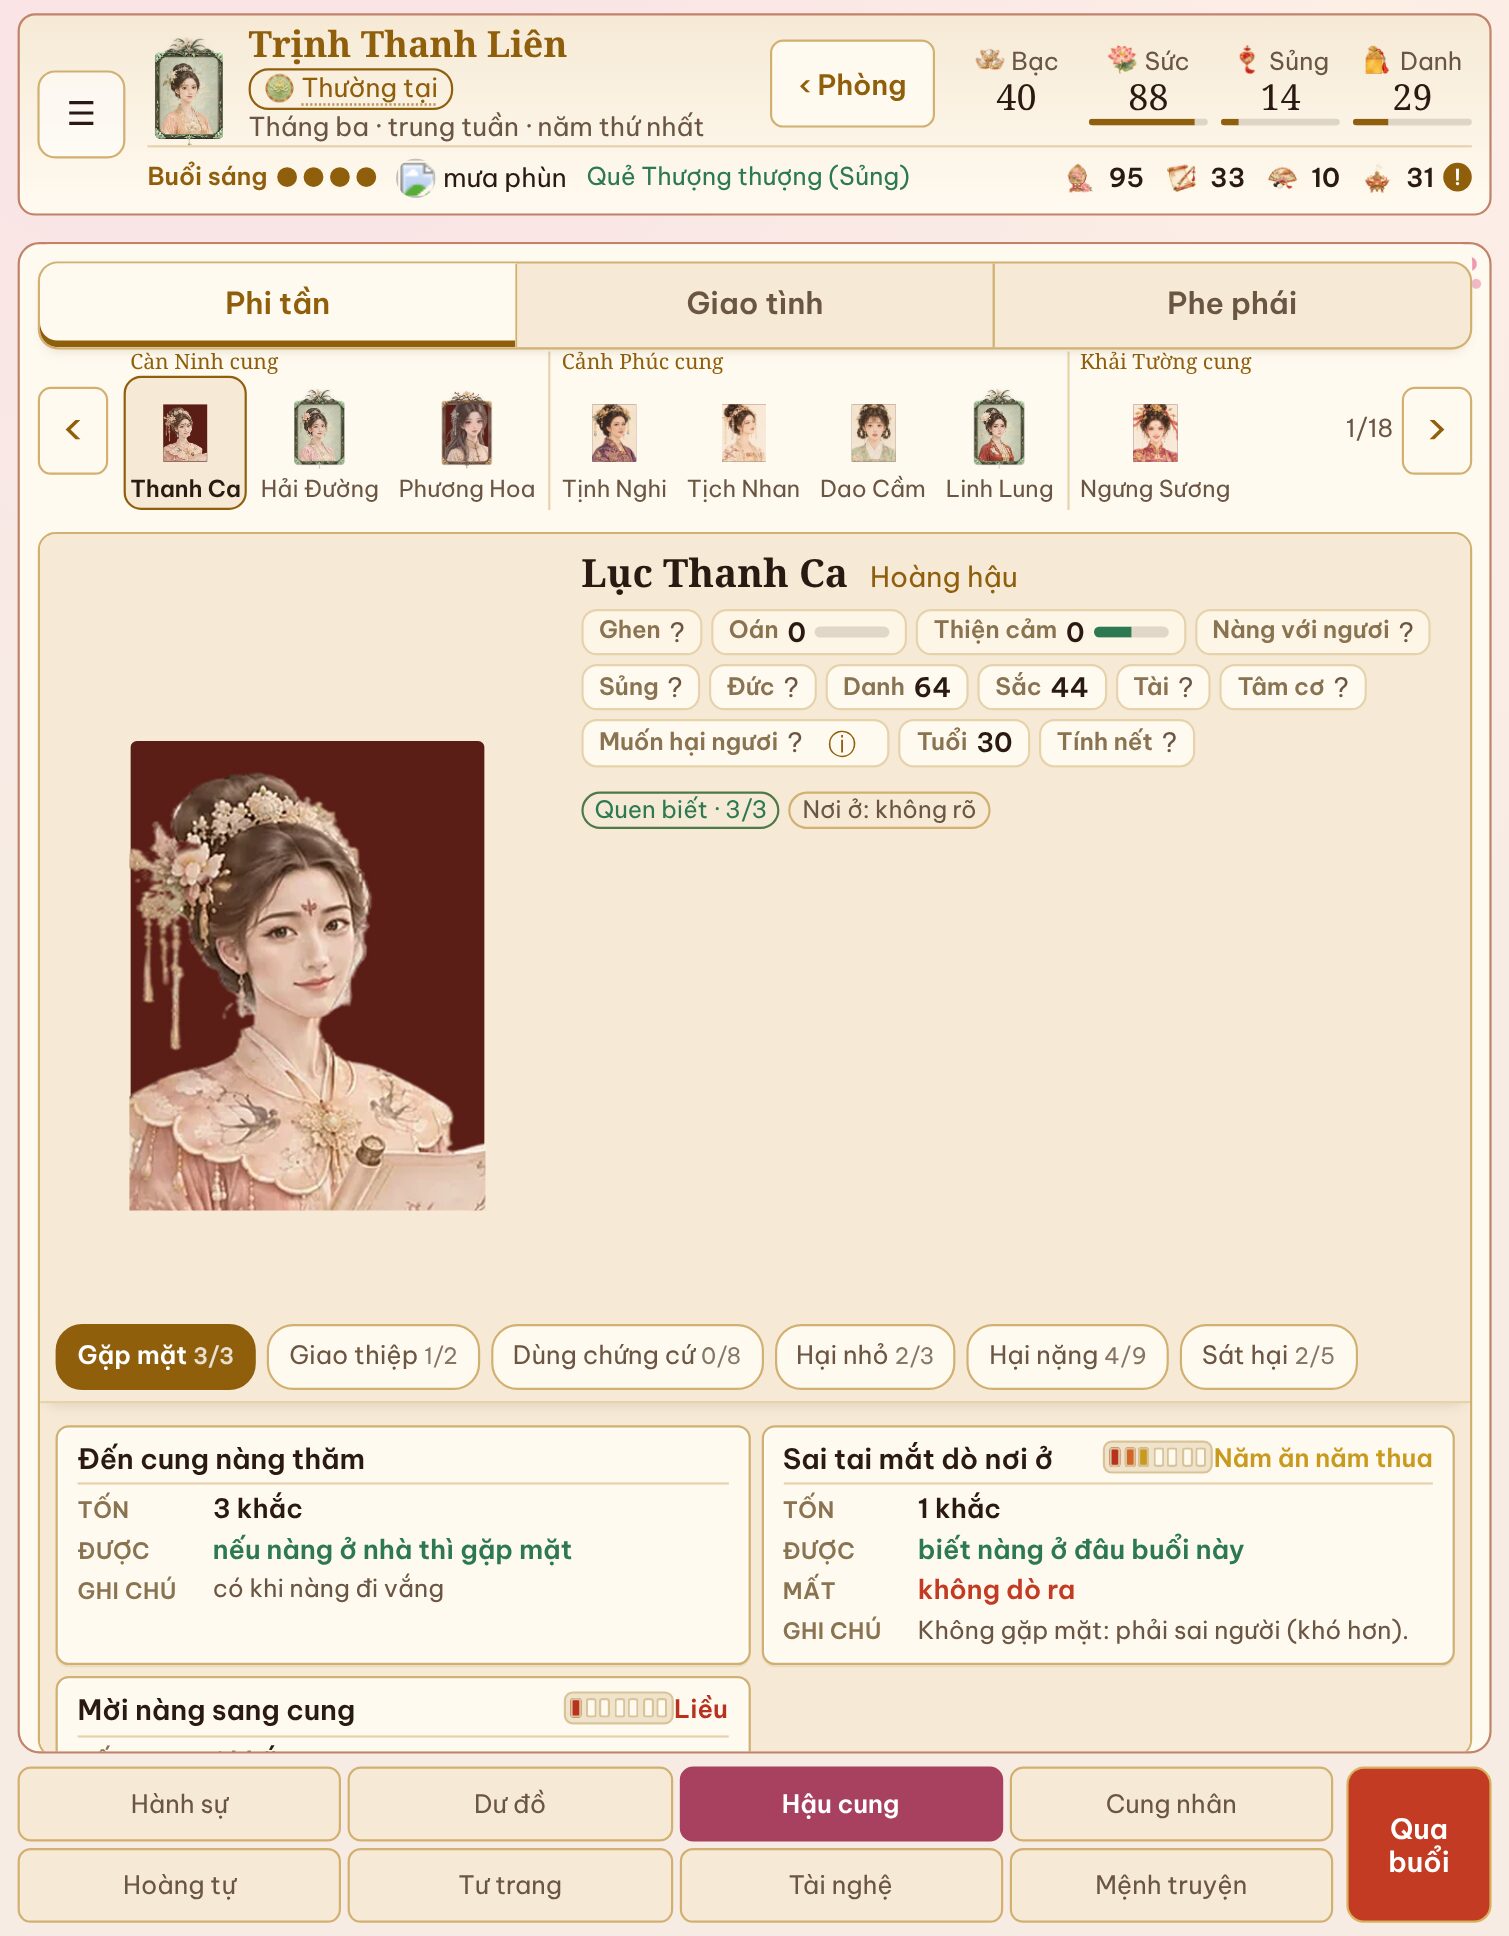 ☰
Trịnh Thanh Liên
Thường tại
Tháng ba · trung tuần · năm thứ nhất
‹ Phòng
Bạc 40
Sức 88
Sủng 14
Danh 29
Buổi sáng
mưa phùn
Quẻ Thượng thượng (Sủng)
95 33 10 31 !
Phi tần
Giao tình
Phe phái
Càn Ninh cung
Cảnh Phúc cung
Khải Tường cung
‹
Thanh Ca
Hải Đường
Phương Hoa
Tịnh Nghi
Tịch Nhan
Dao Cầm
Linh Lung
Ngưng Sương
1/18
›
Lục Thanh Ca Hoàng hậu
Ghen ?
Oán 0
Thiện cảm 0
Nàng với ngươi ?
Sủng ?
Đức ?
Danh 64
Sắc 44
Tài ?
Tâm cơ ?
Muốn hại ngươi ? ⓘ
Tuổi 30
Tính nết ?
Quen biết · 3/3
Nơi ở: không rõ
Gặp mặt 3/3
Giao thiệp 1/2
Dùng chứng cứ 0/8
Hại nhỏ 2/3
Hại nặng 4/9
Sát hại 2/5
Đến cung nàng thăm
TỐN 3 khắc
ĐƯỢC nếu nàng ở nhà thì gặp mặt
GHI CHÚ có khi nàng đi vắng
Sai tai mắt dò nơi ở Năm ăn năm thua
TỐN 1 khắc
ĐƯỢC biết nàng ở đâu buổi này
MẤT không dò ra
GHI CHÚ Không gặp mặt: phải sai người (khó hơn).
Mời nàng sang cung Liều
Hành sự
Dư đồ
Hậu cung
Cung nhân
Qua buổi
Hoàng tự
Tư trang
Tài nghệ
Mệnh truyện